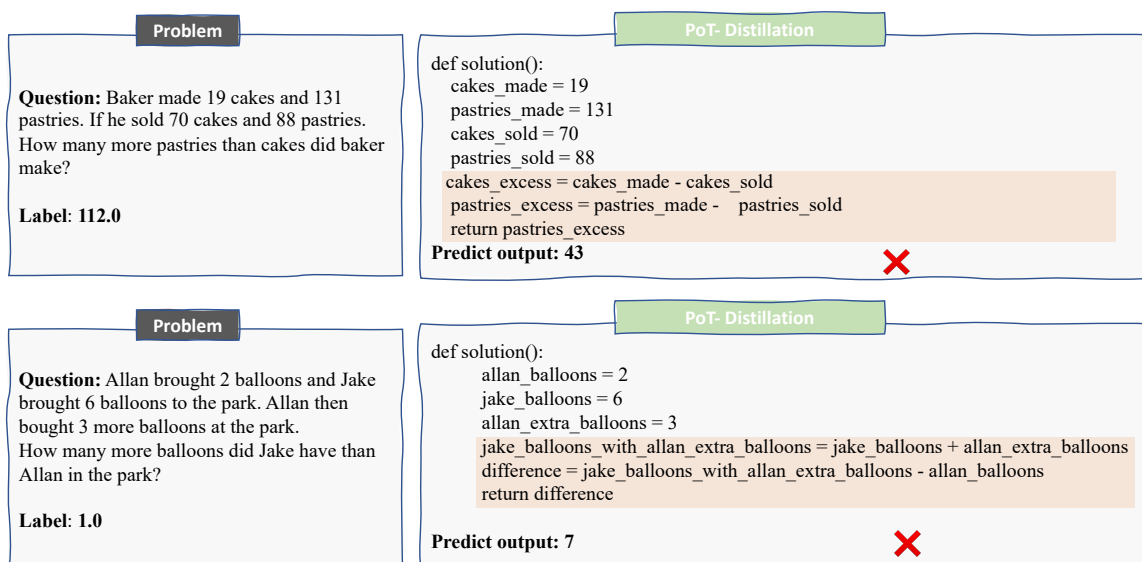 Problem
PoT- Distillation
Question: Baker made 19 cakes and 131
pastries. If he sold 70 cakes and 88 pastries.
How many more pastries than cakes did baker
make?
Label: 112.0
def solution():
cakes_made = 19
pastries_made = 131
cakes_sold = 70
pastries_sold = 88
cakes_excess = cakes_made - cakes_sold
pastries_excess = pastries_made - pastries_sold
return pastries_excess
Predict output: 43
Problem
PoT- Distillation
Question: Allan brought 2 balloons and Jake
brought 6 balloons to the park. Allan then
bought 3 more balloons at the park.
How many more balloons did Jake have than
Allan in the park?
Label: 1.0
def solution():
allan_balloons = 2
jake_balloons = 6
allan_extra_balloons = 3
jake_balloons_with_allan_extra_balloons = jake_balloons + allan_extra_balloons
difference = jake_balloons_with_allan_extra_balloons - allan_balloons
return difference
Predict output: 7